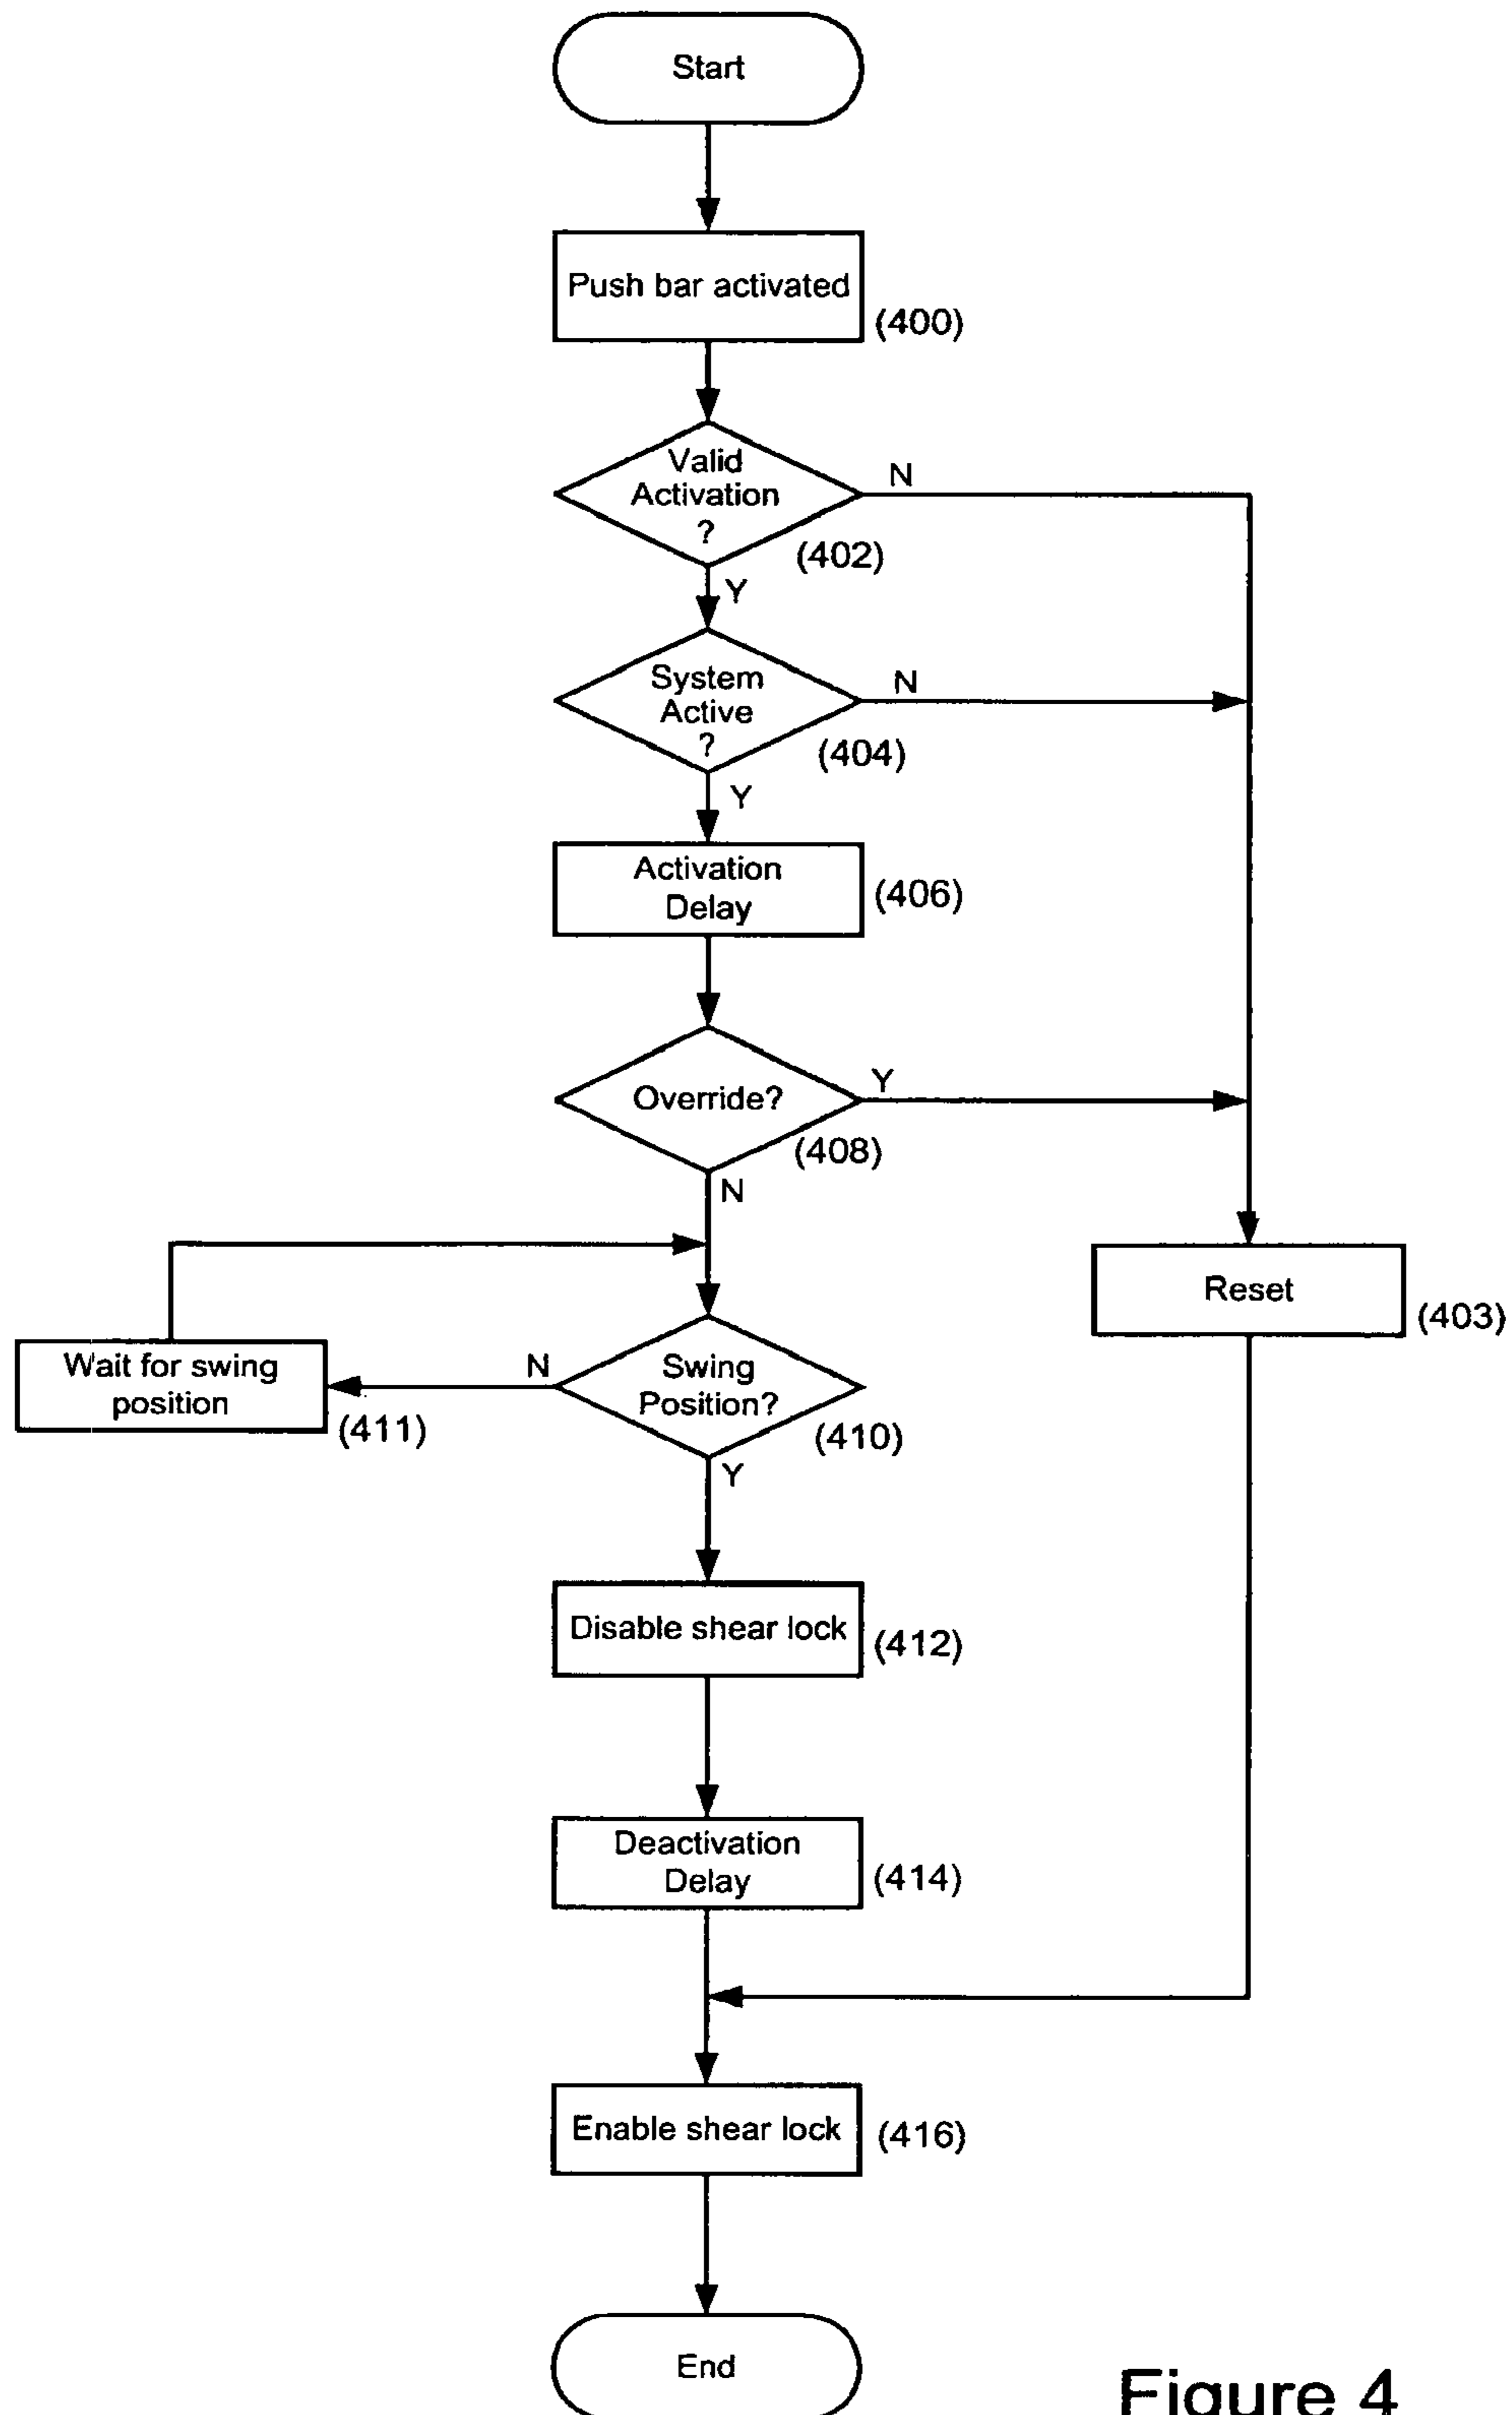 Start
Push bar activated
(400)
Valid
Activation
?
N
(402)
Y
System
Active
?
N
(404)
Y
Activation
Delay
(406)
Override?
Y
(408)
N
Reset
(403)
Wait for swing
position
(411)
N
Swing
Position?
(410)
Y
Disable shear lock
(412)
Deactivation
Delay
(414)
Enable shear lock
(416)
End
Figure 4